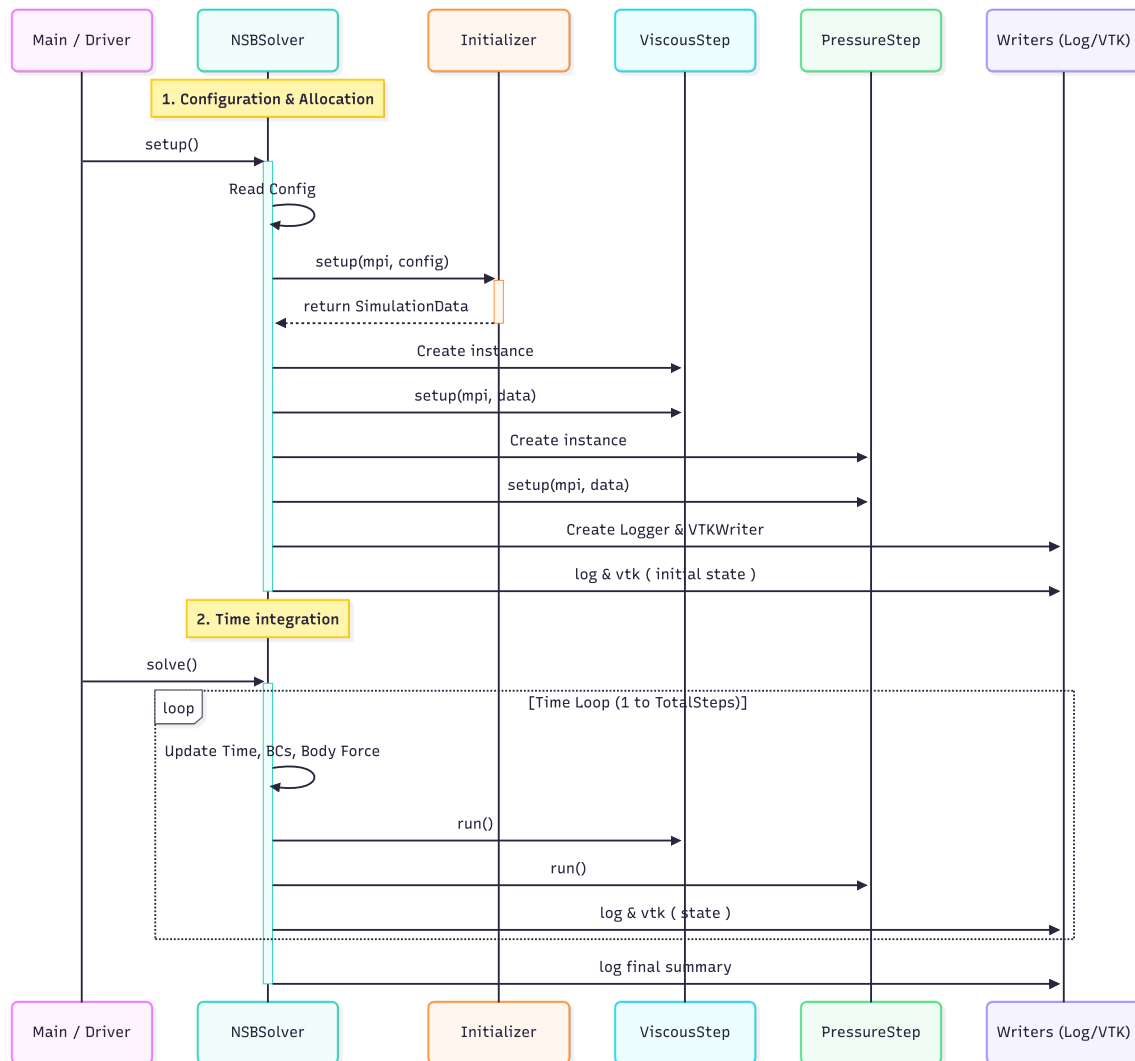 Main / Driver
NSBSolver
Initializer
ViscousStep
PressureStep
Writers (Log/VTK)
1. Configuration & Allocation
setup()
Read Config
setup(mpi, config)
return SimulationData
Create instance
setup(mpi, data)
Create instance
setup(mpi, data)
Create Logger & VTKWriter
log & vtk ( initial state )
2. Time integration
solve()
loop
[Time Loop (1 to TotalSteps)]
Update Time, BCs, Body Force
run()
run()
log & vtk ( state )
log final summary
Main / Driver
NSBSolver
Initializer
ViscousStep
PressureStep
Writers (Log/VTK)